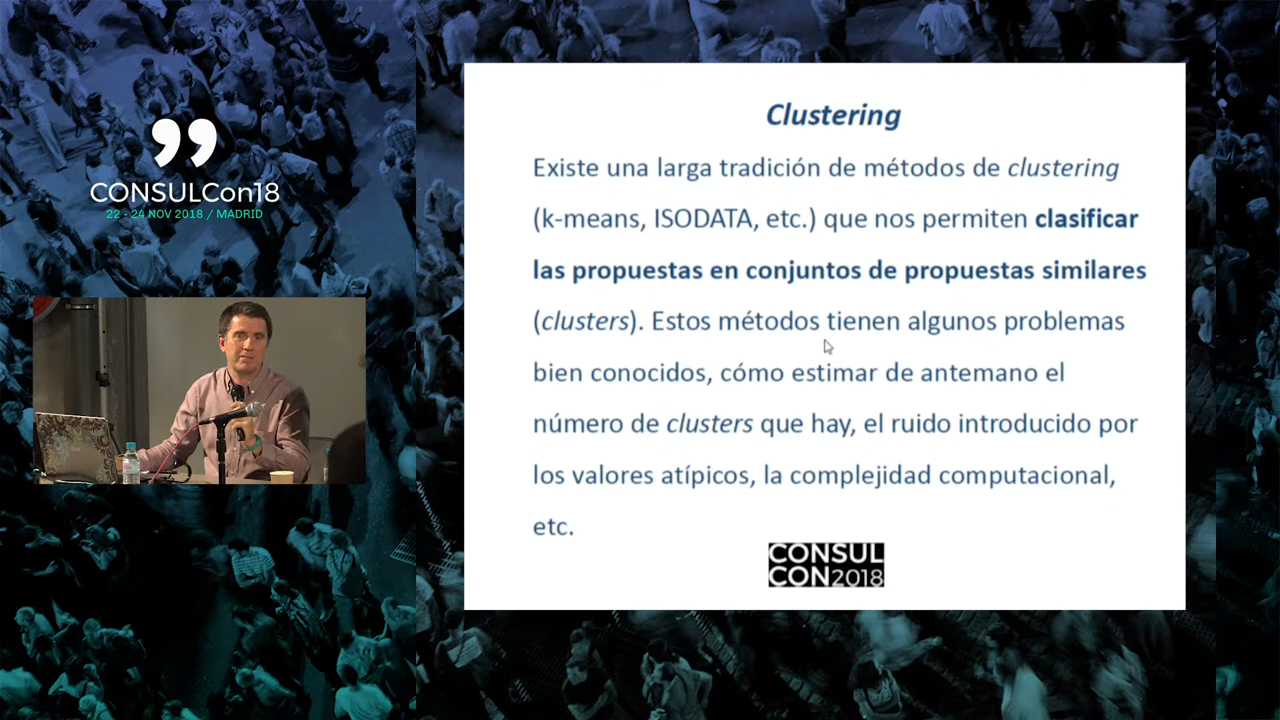 CONSULCon18
22 - 24 NOV 2018 / MADRID
Clustering
Existe una larga tradición de métodos de clustering
(k-means, ISODATA, etc.) que nos permiten clasificar
las propuestas en conjuntos de propuestas similares
(clusters). Estos métodos tienen algunos problemas
bien conocidos, cómo estimar de antemano el
número de clusters que hay, el ruido introducido por
los valores atípicos, la complejidad computacional,
etc.
CONSUL
CON2018